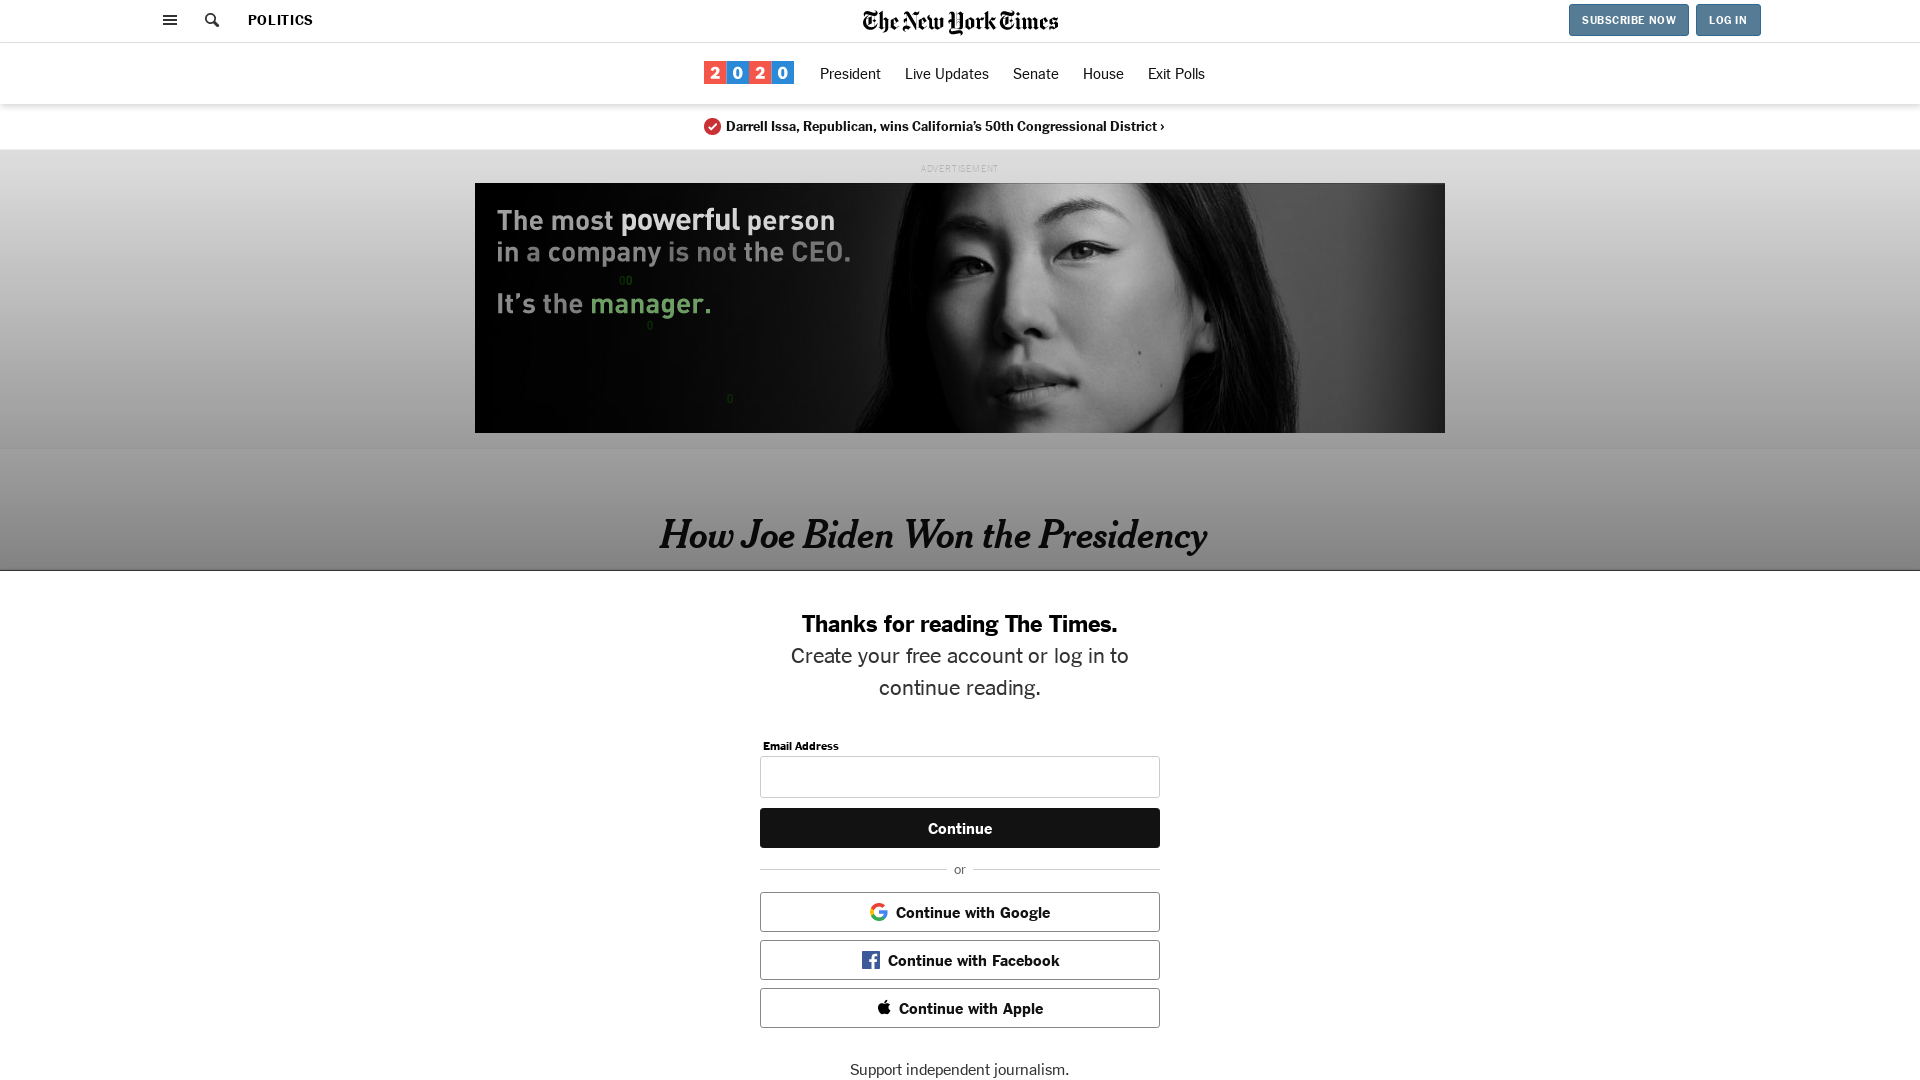 POLITICS
The New York Times
SUBSCRIBE NOW
LOG IN
2020
President
Live Updates
Senate
House
Exit Polls
Darrell Issa, Republican, wins California's 50th Congressional District ›
ADVERTISEMENT
The most powerful person
in a company is not the CEO.
00
It's the manager.
0
0
How Joe Biden Won the Presidency
Thanks for reading The Times.
Create your free account or log in to
continue reading.
Email Address
Continue
or
Continue with Google
Continue with Facebook
Continue with Apple
Support independent journalism.